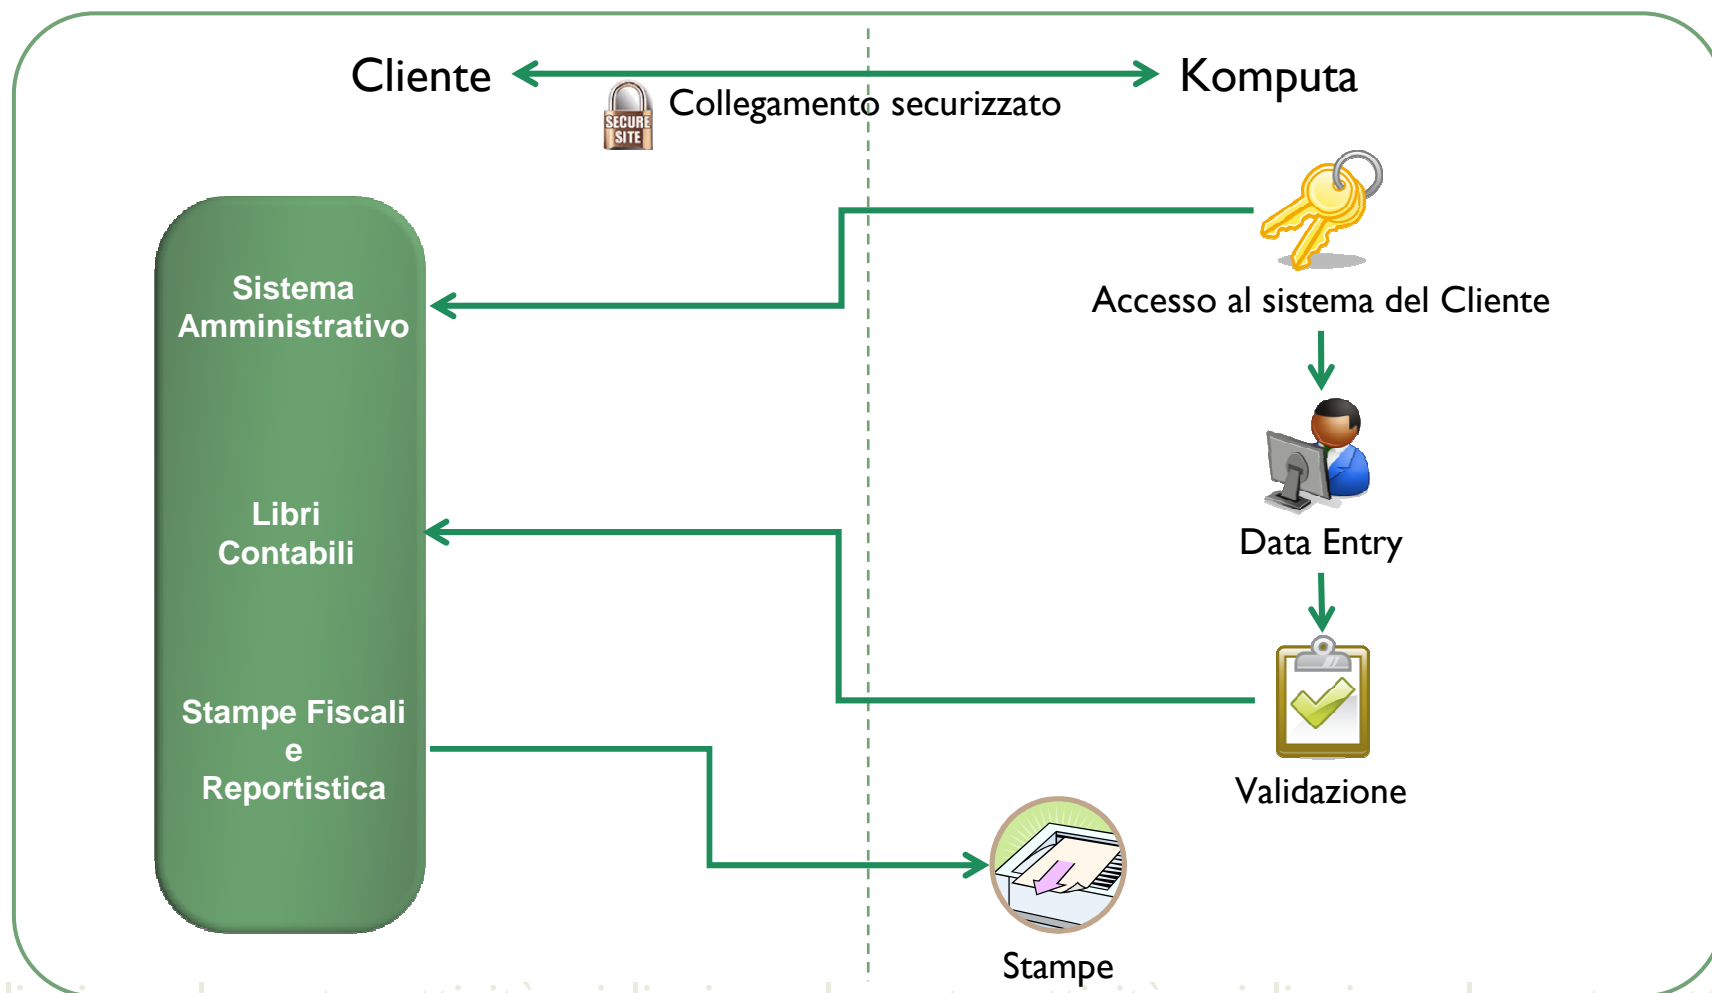 Cliente
Komputa
Collegamento securizzato
SECURE
SITE
Sistema
Amministrativo
Accesso al sistema del Cliente
Libri
Contabili
Data Entry
Stampe Fiscali
e
Reportistica
Validazione
Stampe